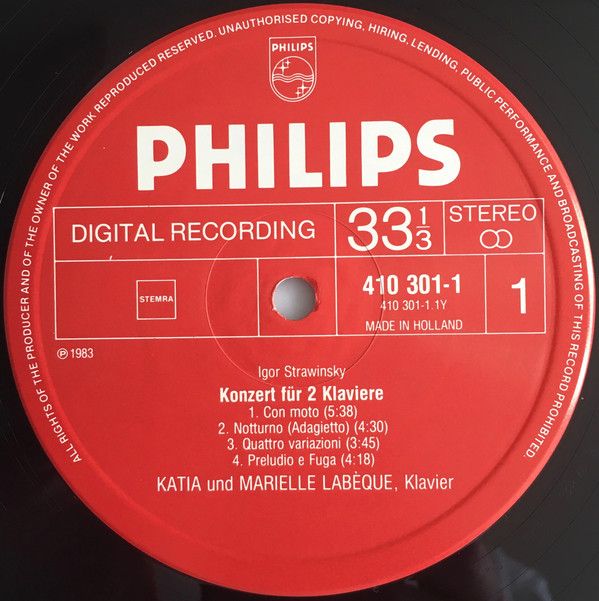 ALL RIGHTS OF THE PRODUCER AND OF THE OWNER OF THE WORK REPRODUCED RESERVED. UNAUTHORISED COPYING, HIRING, LENDING, PUBLIC PERFORMANCE AND BROADCASTING OF THIS RECORD PROHIBITED.
PHILIPS
PHILIPS
DIGITAL RECORDING
33 1/3
STEREO
STEMRA
410 301-1
410 301-1.1Y
MADE IN HOLLAND
1
℗ 1983
Igor Strawinsky
Konzert für 2 Klaviere
1. Con moto (5:38)
2. Notturno (Adagietto) (4:30)
3. Quattro variazioni (3:45)
4. Preludio e Fuga (4:18)
KATIA und MARIELLE LABÈQUE, Klavier